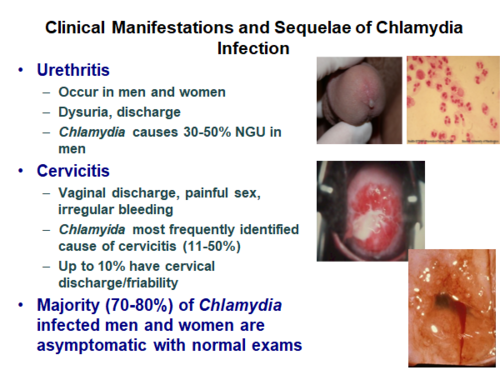 Clinical Manifestations and Sequelae of Chlamydia
Infection
• Urethritis
– Occur in men and women
– Dysuria, discharge
– Chlamydia causes 30-50% NGU in
men
• Cervicitis
– Vaginal discharge, painful sex,
irregular bleeding
– Chlamyida most frequently identified
cause of cervicitis (11-50%)
– Up to 10% have cervical
discharge/friability
• Majority (70-80%) of Chlamydia
infected men and women are
asymptomatic with normal exams